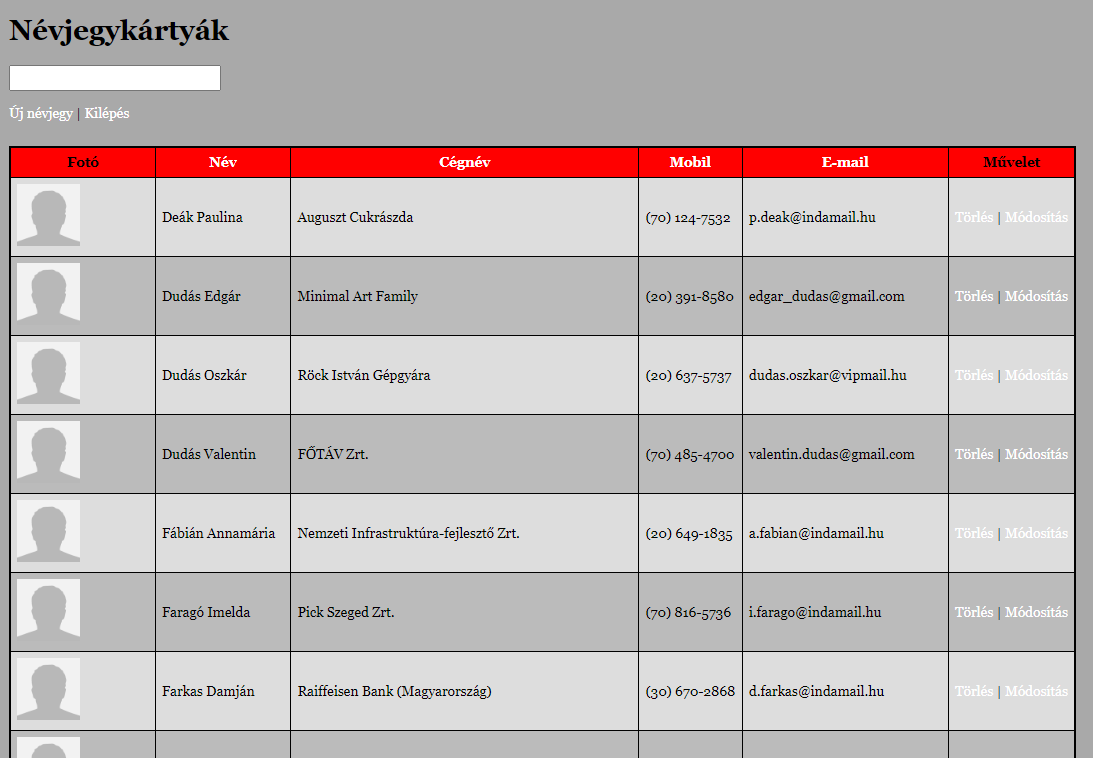 Névjegykártyák
Új névjegy | Kilépés
Fotó Név Cégnév Mobil E-mail Művelet
Deák Paulina Auguszt Cukrászda (70) 124-7532 p.deak@indamail.hu Törlés | Módosítás
Dudás Edgár Minimal Art Family (20) 391-8580 edgar_dudas@gmail.com Törlés | Módosítás
Dudás Oszkár Röck István Gépgyára (20) 637-5737 dudas.oszkar@vipmail.hu Törlés | Módosítás
Dudás Valentin FŐTÁV Zrt. (70) 485-4700 valentin.dudas@gmail.com Törlés | Módosítás
Fábián Annamária Nemzeti Infrastruktúra-fejlesztő Zrt. (20) 649-1835 a.fabian@indamail.hu Törlés | Módosítás
Faragó Imelda Pick Szeged Zrt. (70) 816-5736 i.farago@indamail.hu Törlés | Módosítás
Farkas Damján Raiffeisen Bank (Magyarország) (30) 670-2868 d.farkas@indamail.hu Törlés | Módosítás